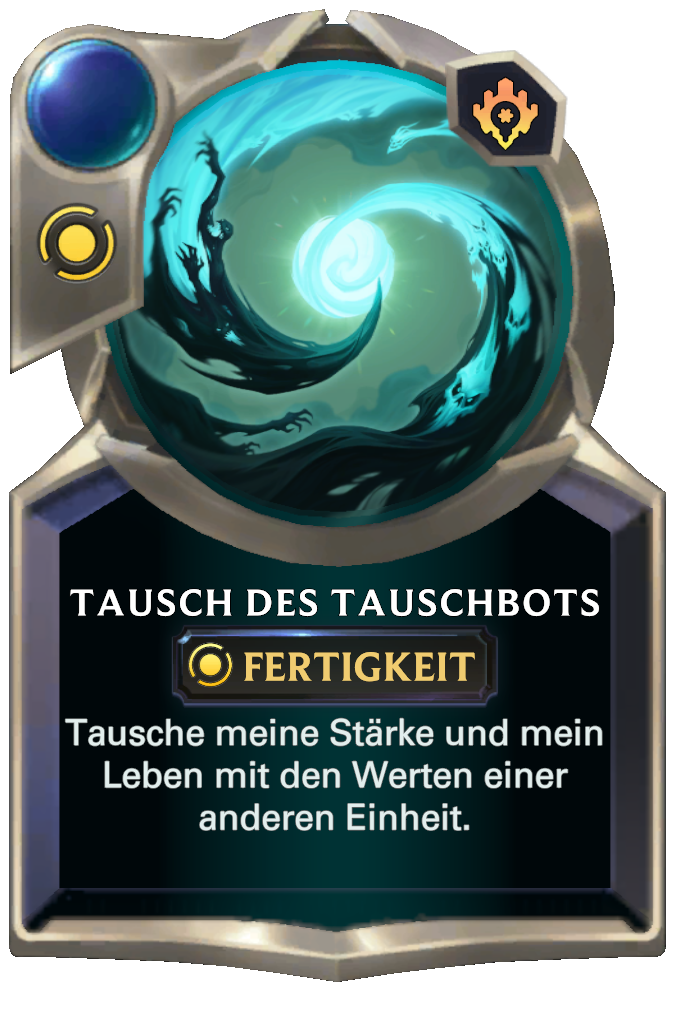 TAUSCH DES TAUSCHBOTS
FERTIGKEIT
Tausche meine Stärke und mein
Leben mit den Werten einer
anderen Einheit.